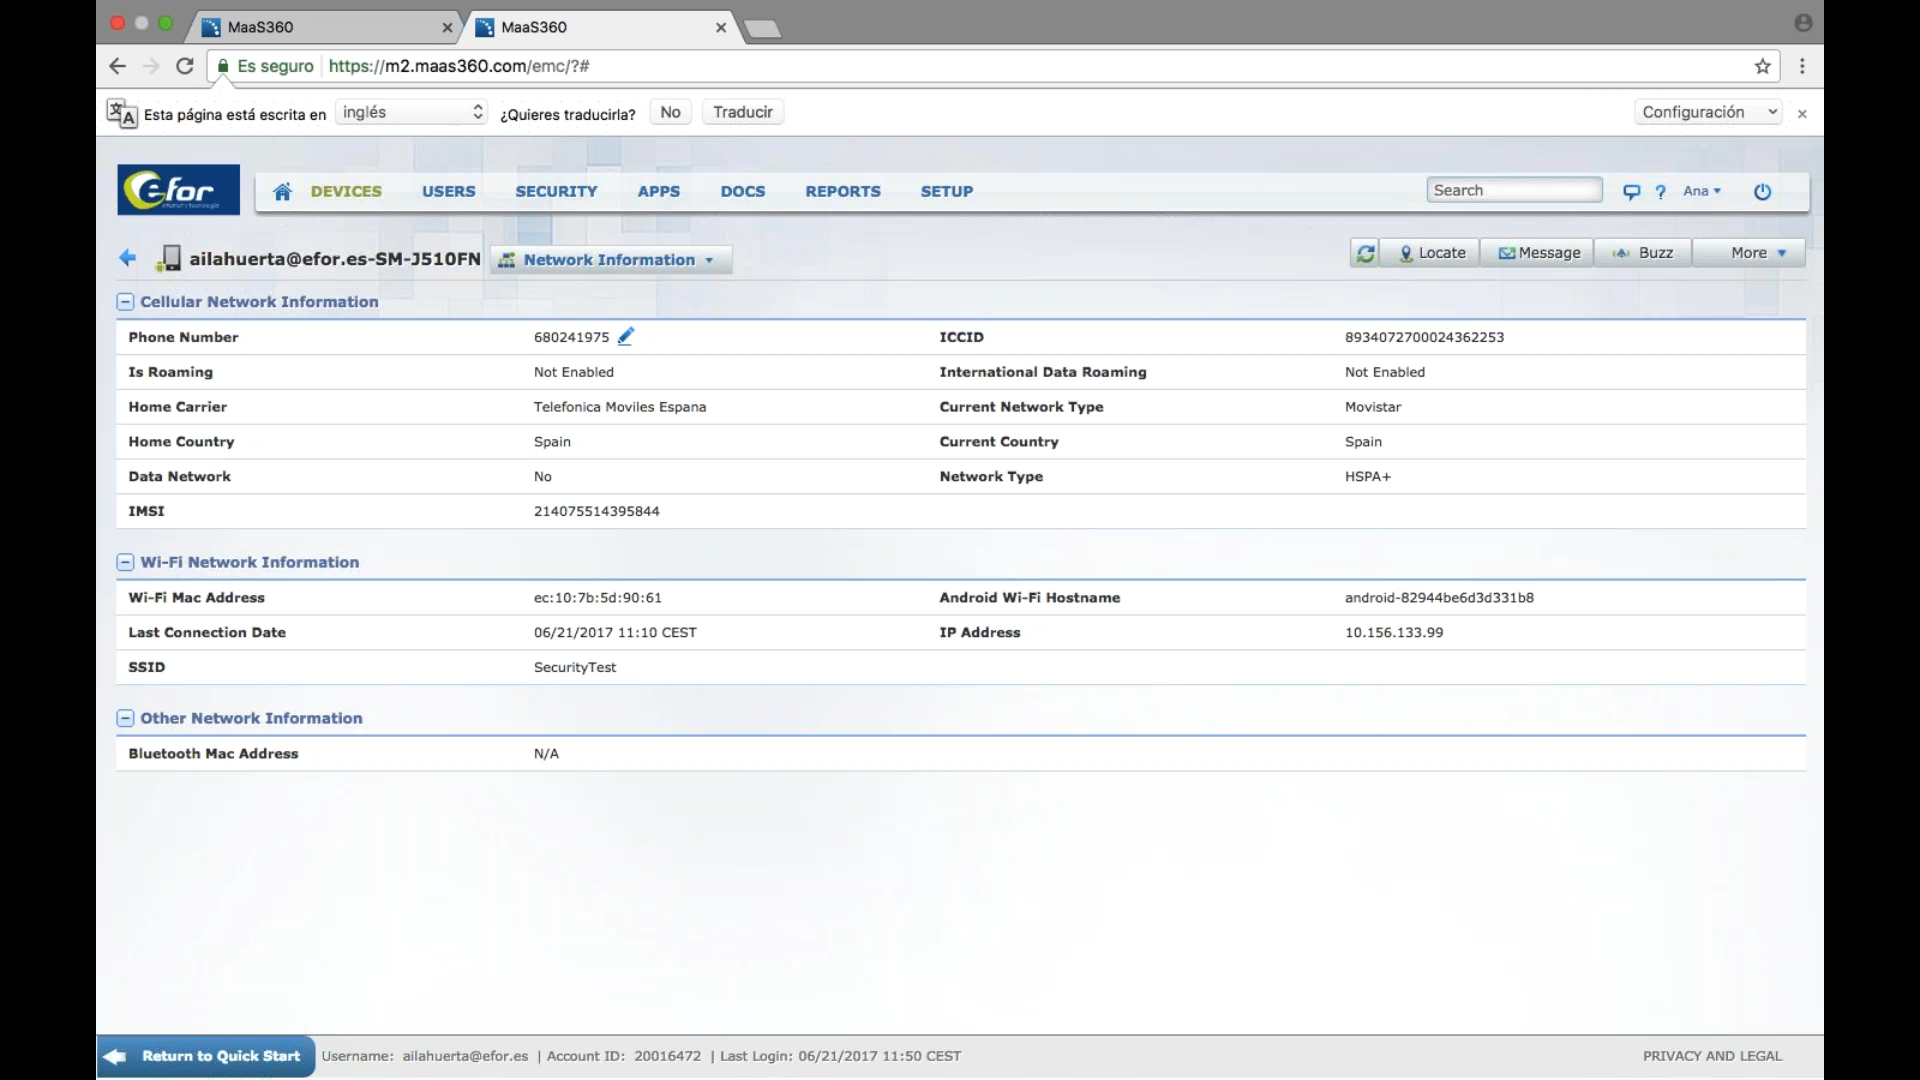 MaaS360
MaaS360
Es seguro https://m2.maas360.com/emc/?#
Esta página está escrita en inglés ¿Quieres traducirla? No Traducir Configuración
efor DEVICES USERS SECURITY APPS DOCS REPORTS SETUP Search ? Ana
ailahuerta@efor.es-SM-J510FN Network Information Locate Message Buzz More
Cellular Network Information
Phone Number 680241975 ICCID 8934072700024362253
Is Roaming Not Enabled International Data Roaming Not Enabled
Home Carrier Telefonica Moviles Espana Current Network Type Movistar
Home Country Spain Current Country Spain
Data Network No Network Type HSPA+
IMSI 214075514395844
Wi-Fi Network Information
Wi-Fi Mac Address ec:10:7b:5d:90:61 Android Wi-Fi Hostname android-82944be6d3d331b8
Last Connection Date 06/21/2017 11:10 CEST IP Address 10.156.133.99
SSID SecurityTest
Other Network Information
Bluetooth Mac Address N/A
Return to Quick Start Username: ailahuerta@efor.es | Account ID: 20016472 | Last Login: 06/21/2017 11:50 CEST PRIVACY AND LEGAL